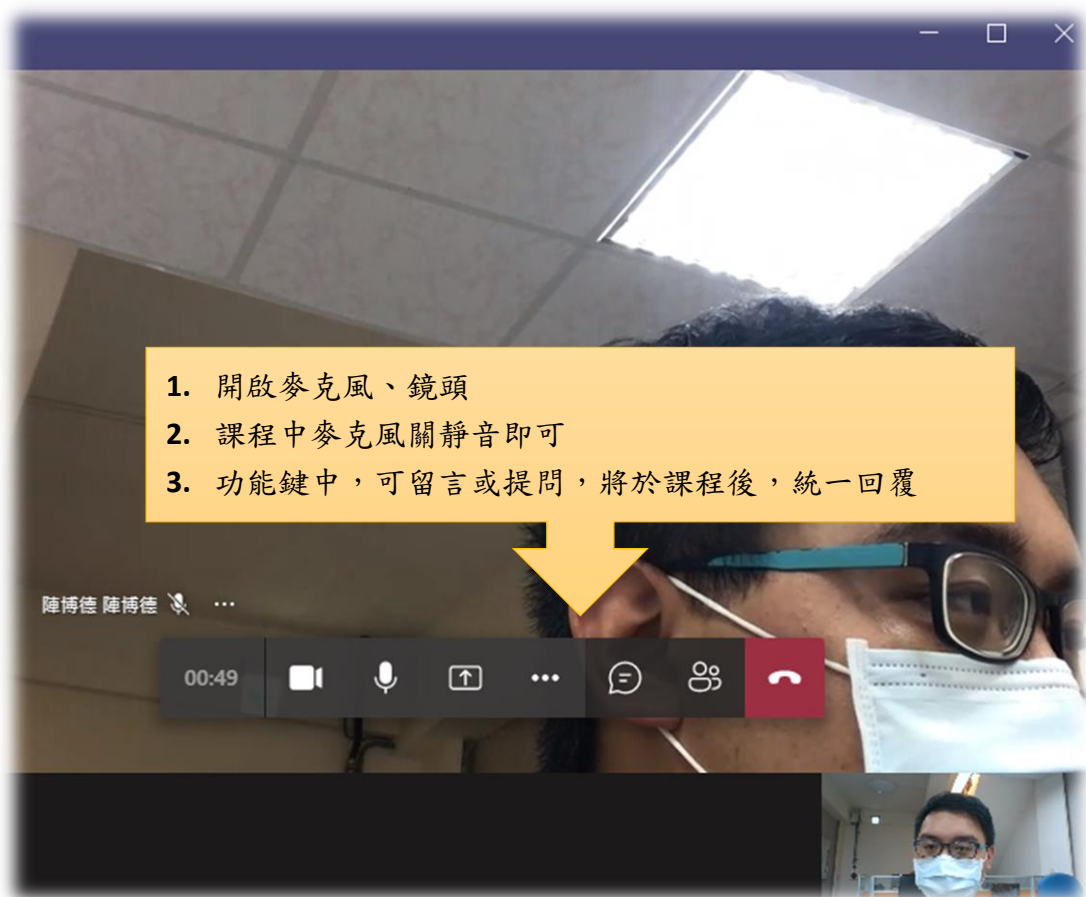 1. 開啟麥克風、鏡頭
2. 課程中麥克風關靜音即可
3. 功能鍵中，可留言或提問，將於課程後，統一回覆
陣博德 陣博德
00:49